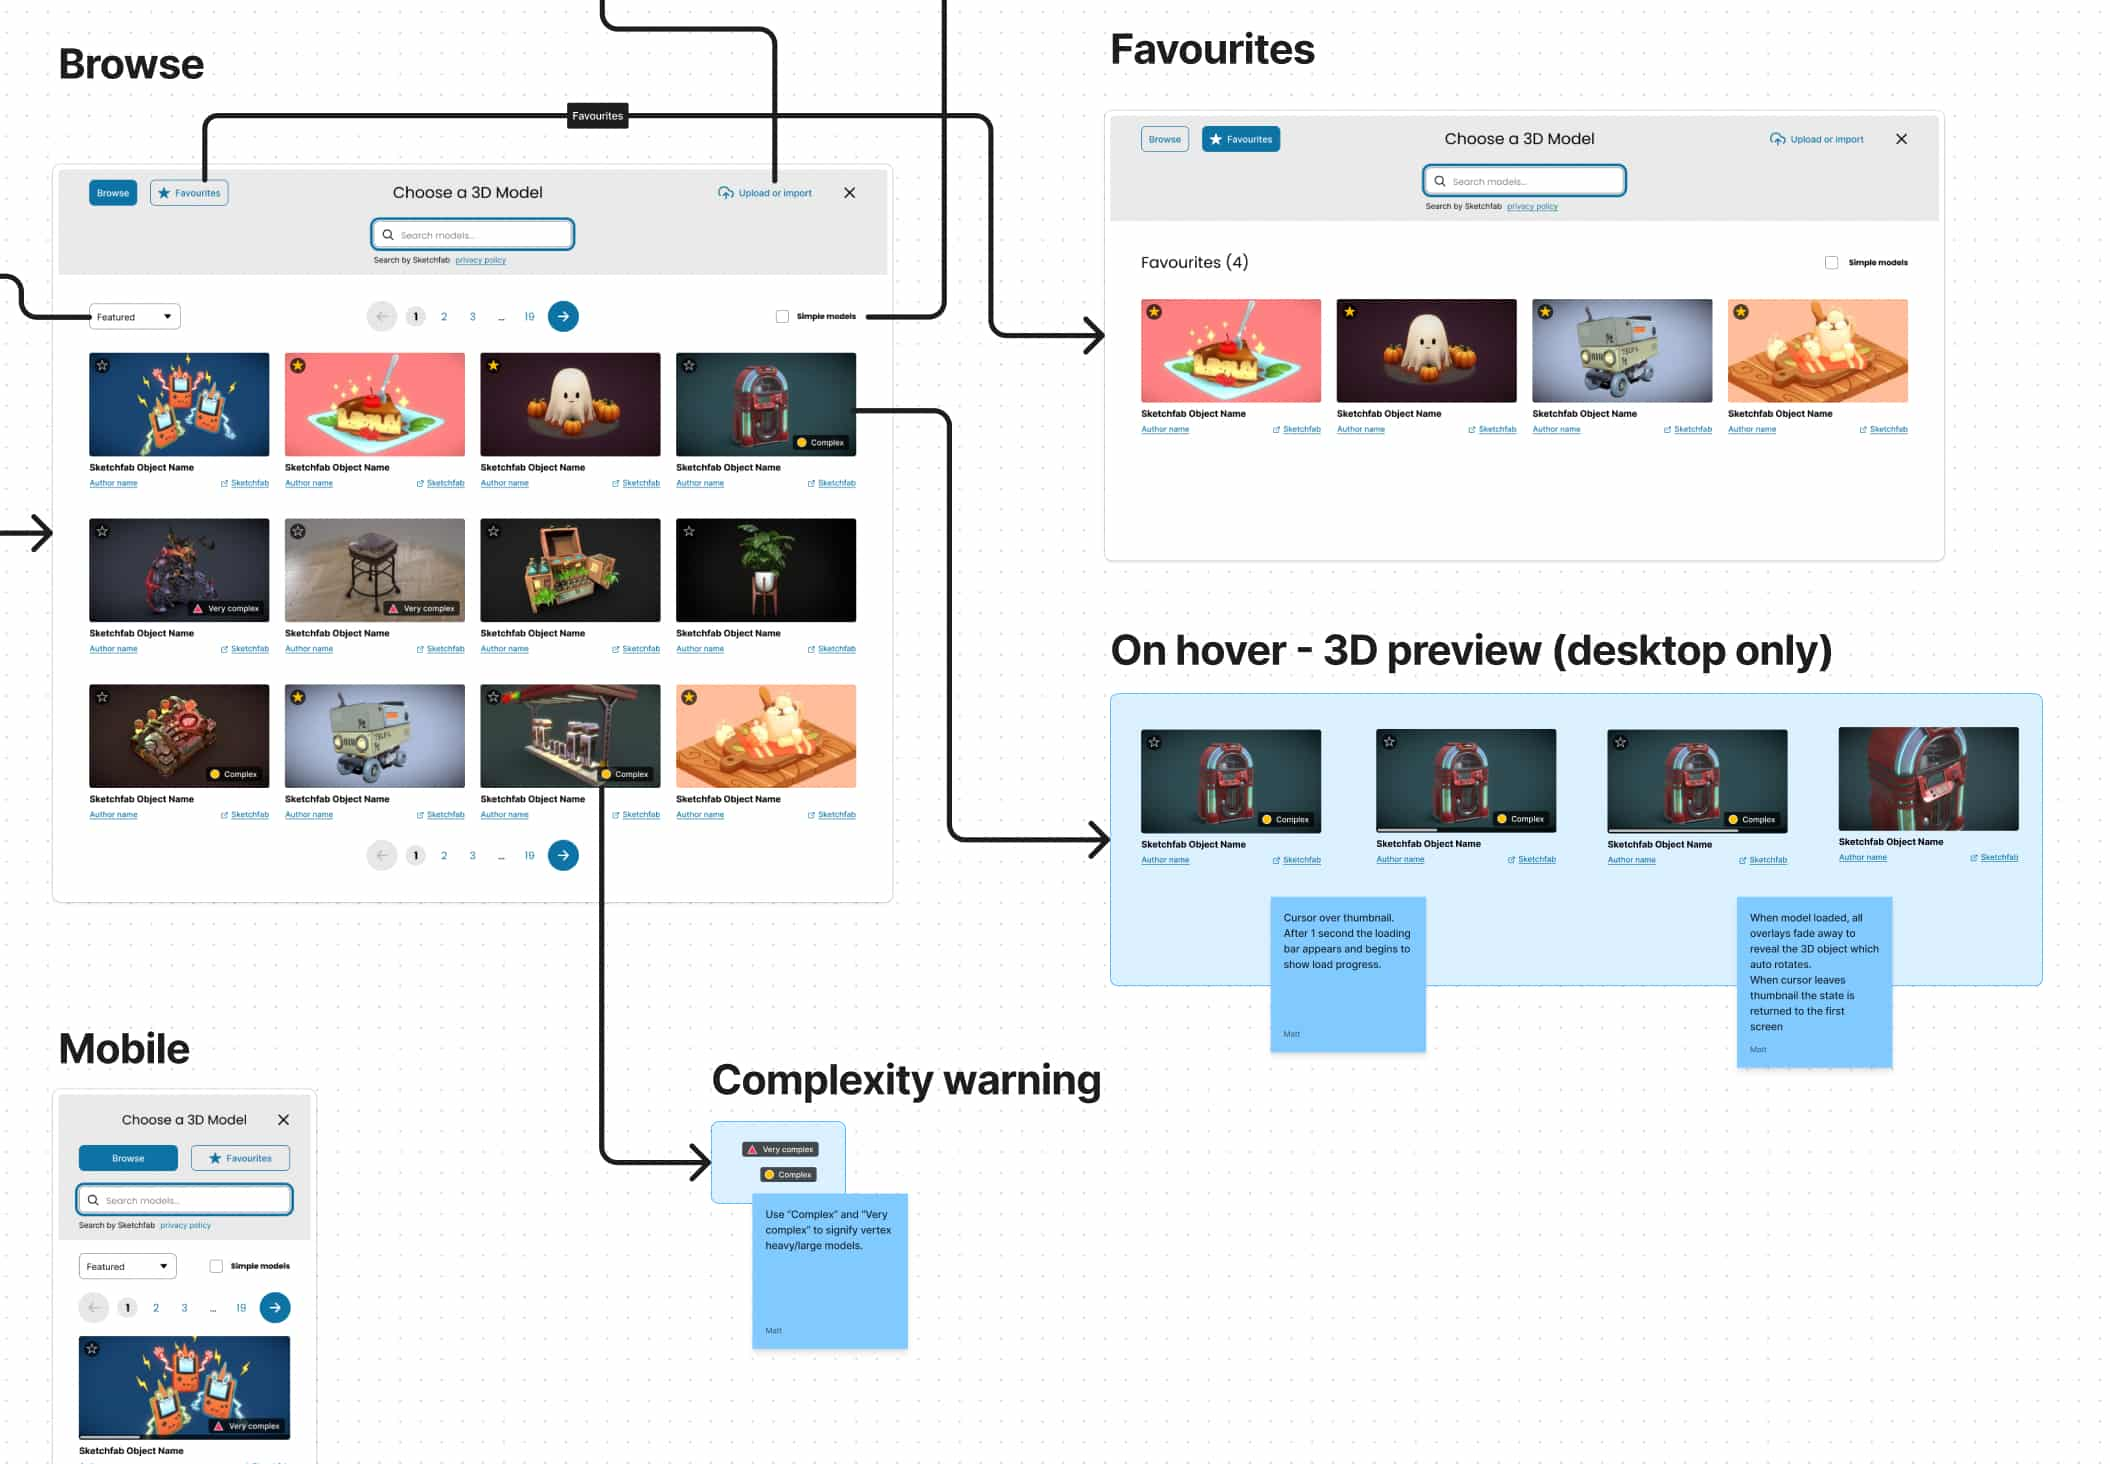 Browse
Favourites
Browse
Favourites
Choose a 3D Model
Upload or import
Search models...
Search by Sketchfab privacy policy
Featured
1 2 3 ... 19
Simple models
Complex
Sketchfab Object Name
Author name Sketchfab
Sketchfab Object Name
Author name Sketchfab
Sketchfab Object Name
Author name Sketchfab
Sketchfab Object Name
Author name Sketchfab
Very complex
Very complex
Sketchfab Object Name
Author name Sketchfab
Sketchfab Object Name
Author name Sketchfab
Sketchfab Object Name
Author name Sketchfab
Sketchfab Object Name
Author name Sketchfab
Complex
Complex
Sketchfab Object Name
Author name Sketchfab
Sketchfab Object Name
Author name Sketchfab
Sketchfab Object Name
Author name Sketchfab
Sketchfab Object Name
Author name Sketchfab
1 2 3 ... 19
Favourites
Browse
Favourites
Choose a 3D Model
Upload or import
Search models...
Search by Sketchfab privacy policy
Favourites (4)
Simple models
Sketchfab Object Name
Author name Sketchfab
Sketchfab Object Name
Author name Sketchfab
Sketchfab Object Name
Author name Sketchfab
Sketchfab Object Name
Author name Sketchfab
On hover - 3D preview (desktop only)
Complex
Sketchfab Object Name
Author name Sketchfab
Complex
Sketchfab Object Name
Author name Sketchfab
Complex
Sketchfab Object Name
Author name Sketchfab
Sketchfab Object Name
Author name Sketchfab
Cursor over thumbnail.
After 1 second the loading
bar appears and begins to
show load progress.
Matt
When model loaded, all
overlays fade away to
reveal the 3D object which
auto rotates.
When cursor leaves
thumbnail the state is
returned to the first
screen
Matt
Mobile
Choose a 3D Model
Browse
Favourites
Search models...
Search by Sketchfab privacy policy
Featured
Simple models
1 2 3 ... 19
Very complex
Sketchfab Object Name
Complexity warning
Very complex
Complex
Use "Complex" and "Very
complex" to signify vertex
heavy/large models.
Matt